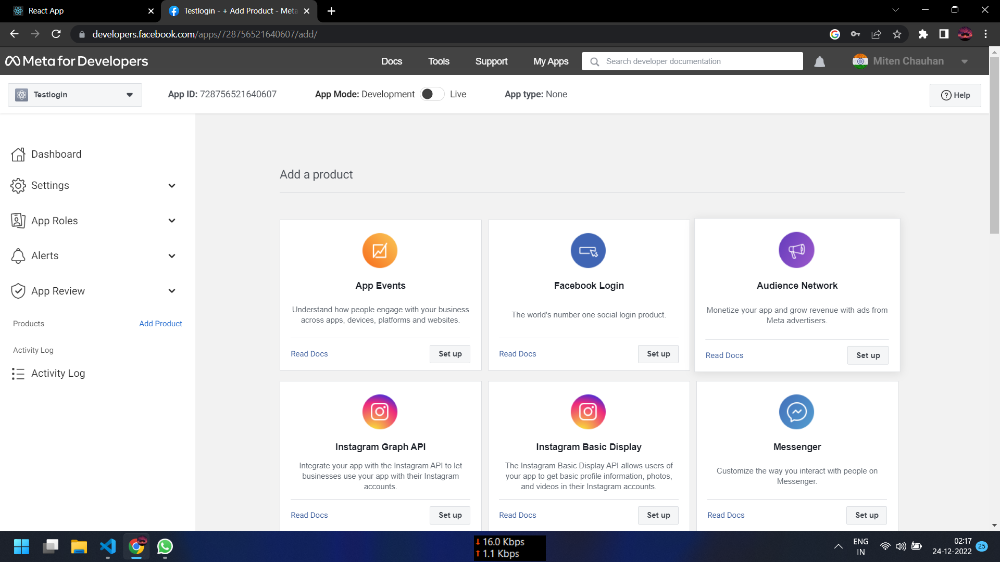 React App
Testlogin - + Add Product - Meta
developers.facebook.com/apps/728756521640607/add/
Meta for Developers
Docs
Tools
Support
My Apps
Search developer documentation
Miten Chauhan
Testlogin
App ID: 728756521640607
App Mode: Development
Live
App type: None
Help
Dashboard
Settings
App Roles
Alerts
App Review
Products
Add Product
Activity Log
Activity Log
Add a product
App Events
Understand how people engage with your business
across apps, devices, platforms and websites.
Read Docs
Set up
Facebook Login
The world's number one social login product.
Read Docs
Set up
Audience Network
Monetize your app and grow revenue with ads from
Meta advertisers.
Read Docs
Set up
Instagram Graph API
Integrate your app with the Instagram API to let
businesses use your app with their Instagram
accounts.
Read Docs
Set up
Instagram Basic Display
The Instagram Basic Display API allows users of
your app to get basic profile information, photos,
and videos in their Instagram accounts.
Read Docs
Set up
Messenger
Customize the way you interact with people on
Messenger.
Read Docs
Set up
16.0 Kbps
1.1 Kbps
ENG
IN
02:17
24-12-2022
25